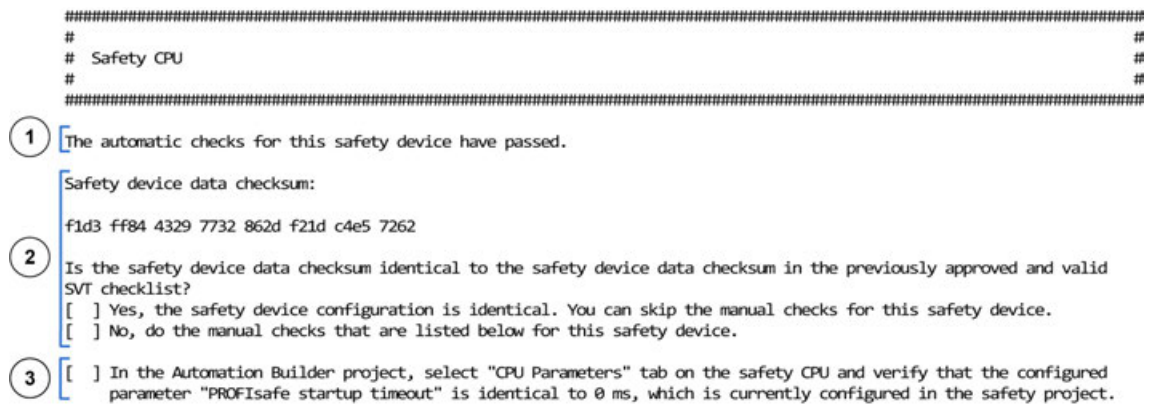 ########################################################################################################################
# #
# Safety CPU #
# #
########################################################################################################################
1 The automatic checks for this safety device have passed.
Safety device data checksum:
f1d3 ff84 4329 7732 862d f21d c4e5 7262
2
Is the safety device data checksum identical to the safety device data checksum in the previously approved and valid
SVT checklist?
[ ] Yes, the safety device configuration is identical. You can skip the manual checks for this safety device.
[ ] No, do the manual checks that are listed below for this safety device.
3 [ ] In the Automation Builder project, select "CPU Parameters" tab on the safety CPU and verify that the configured
parameter "PROFIsafe startup timeout" is identical to 0 ms, which is currently configured in the safety project.